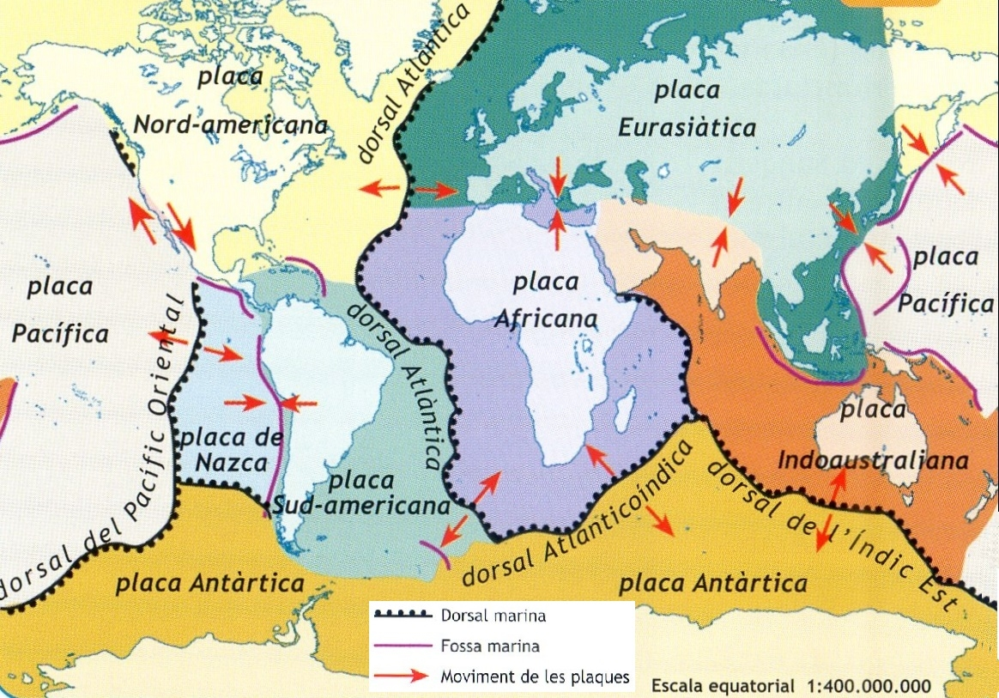 placa
Nord-americana
dorsal Atlàntica
placa
Eurasiàtica
placa
Pacífica
placa
Africana
placa
Pacífica
dorsal del Pacífic Oriental
dorsal Atlàntica
placa de
Nazca
placa
Sud-americana
placa
Indoaustraliana
dorsal Atlanticoíndica
dorsal de l'Índic Est
placa Antàrtica
placa Antàrtica
Dorsal marina
Fossa marina
Moviment de les plaques
Escala equatorial 1:400.000.000